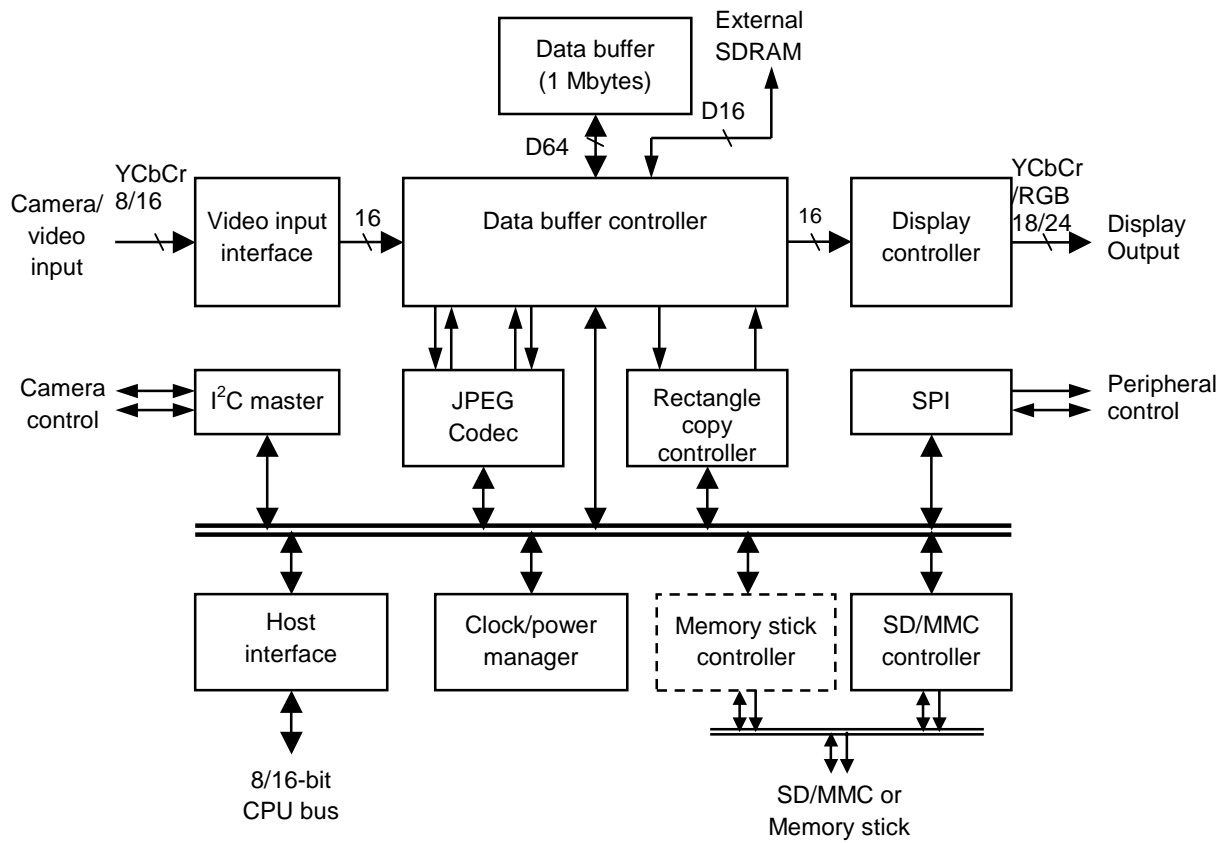 External
SDRAM
Data buffer
(1 Mbytes)
D16
D64
YCbCr
8/16
Camera/
video
input
Video input
interface
16
Data buffer controller
16
Display
controller
YCbCr
/RGB
18/24
Display
Output
Camera
control
I²C master
JPEG
Codec
Rectangle
copy
controller
SPI
Peripheral
control
Host
interface
Clock/power
manager
Memory stick
controller
SD/MMC
controller
8/16-bit
CPU bus
SD/MMC or
Memory stick